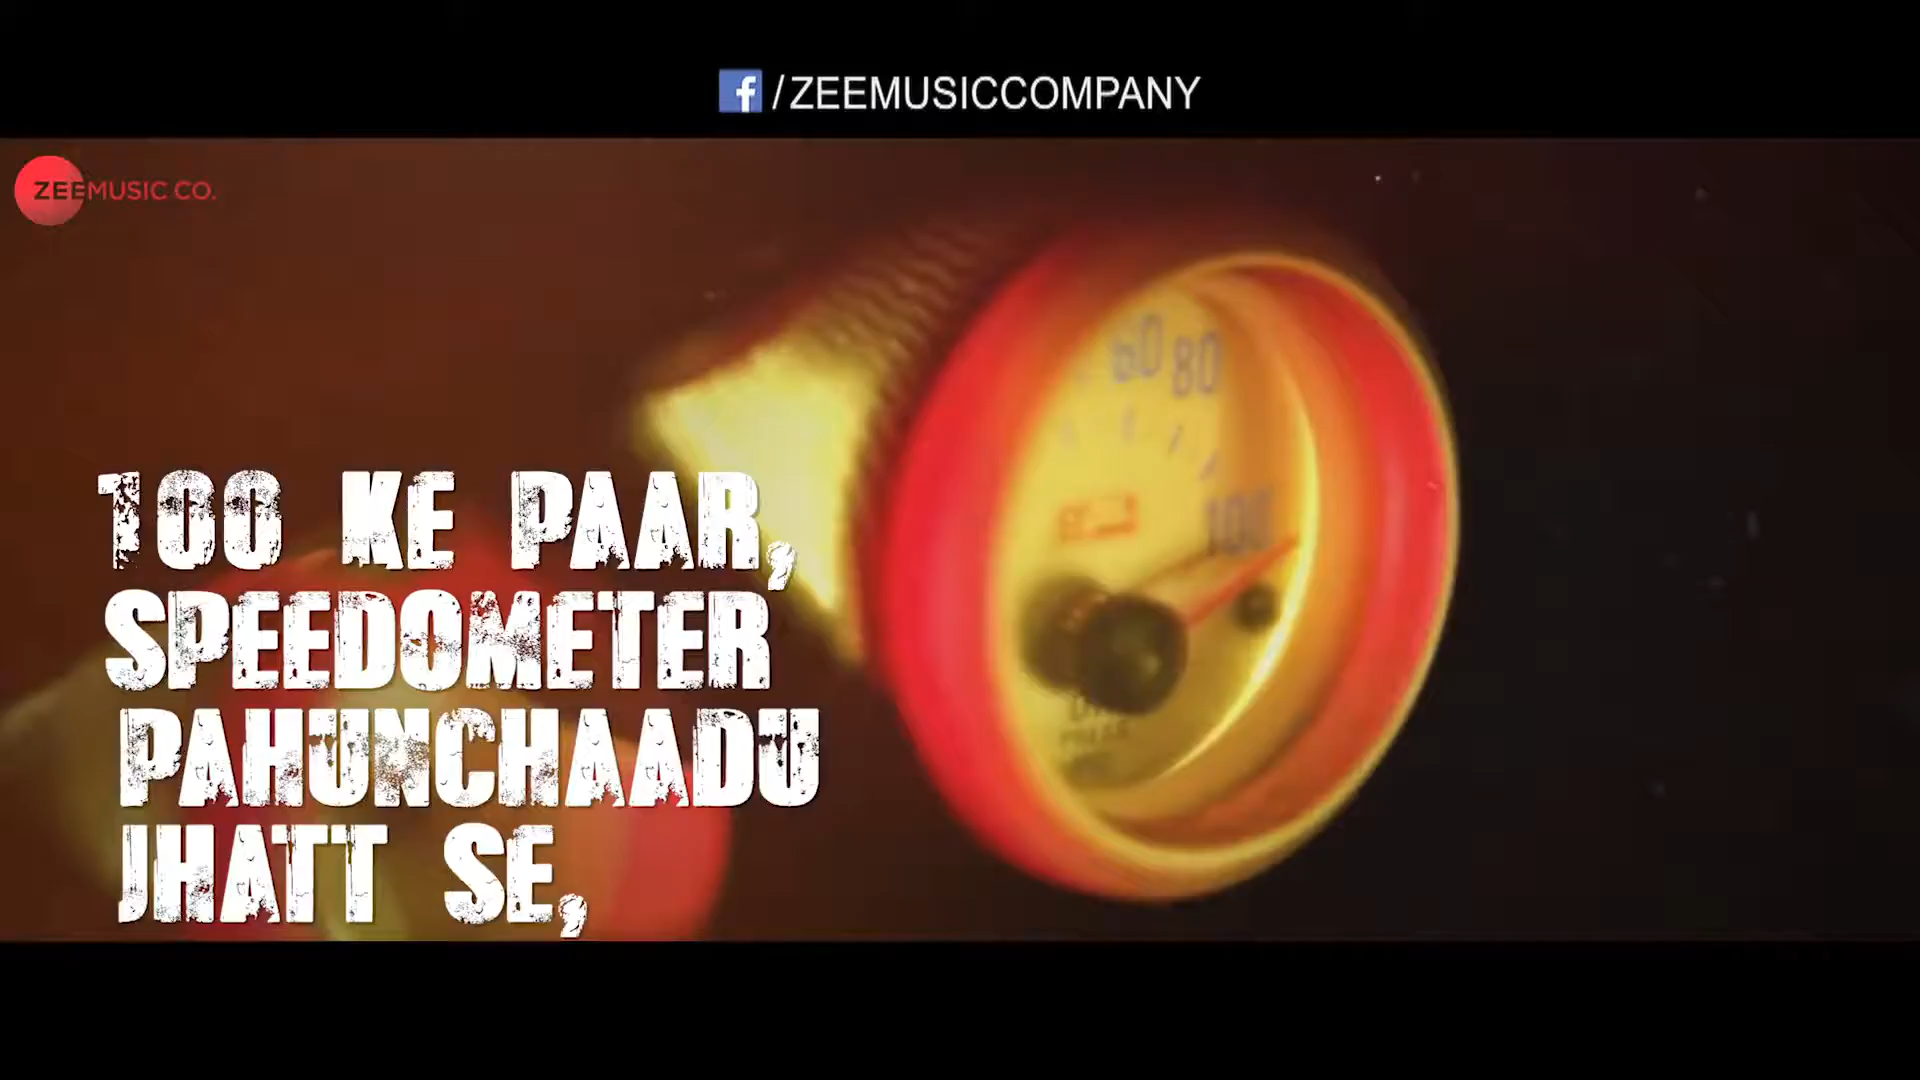 /ZEEMUSICCOMPANY
ZEEMUSIC CO.
60 80
100
100 KE PAAR,
SPEEDOMETER
PAHUNCHAADU
JHATT SE,